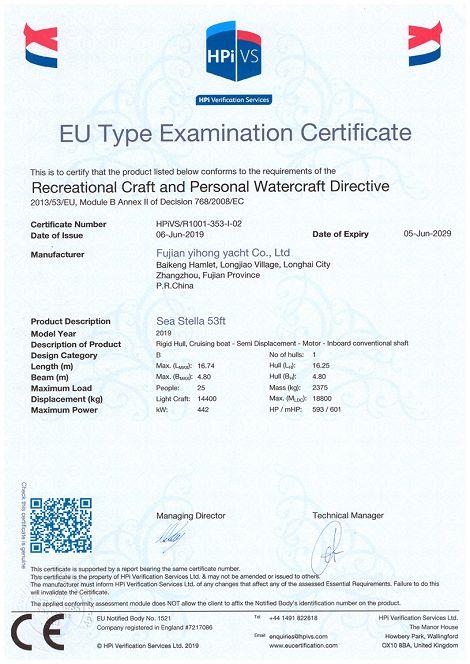 HPi VS
HPi Verification Services
EU Type Examination Certificate
This is to certify that the product listed below conforms to the requirements of the
Recreational Craft and Personal Watercraft Directive
2013/53/EU, Module B Annex II of Decision 768/2008/EC
Certificate Number HPiVS/R1001-353-I-02
Date of Issue 06-Jun-2019 Date of Expiry 05-Jun-2029
Manufacturer Fujian yihong yacht Co., Ltd
Baikeng Hamlet, Longjiao Village, Longhai City
Zhangzhou, Fujian Province
P.R.China
Product Description Sea Stella 53ft
Model Year 2019
Description of Product Rigid Hull, Cruising boat - Semi Displacement - Motor - Inboard conventional shaft
Design Category B No of hulls: 1
Length (m) Max. (LMAX): 16.74 Hull (LH): 16.25
Beam (m) Max. (BMAX): 4.80 Hull (BH): 4.80
Maximum Load People: 25 Mass (kg): 2375
Displacement (kg) Light Craft: 14400 Max. (MLDC): 18800
Maximum Power kW: 442 HP / mHP: 593 / 601
Check this certificate is genuine
Managing Director Technical Manager
This certificate is supported by a report bearing the same certificate number.
This certificate is the property of HPi Verification Services Ltd. & may not be amended or issued to others.
The manufacturer must inform HPi Verification Services Ltd. of any changes that affect any of the assessed Essential Requirements. Failure to do this
will invalidate the Certificate.
The applied conformity assessment module does NOT allow the client to affix the Notified Body's identification number on the product.
CE
EU Notified Body No. 1521 Tel +44 1491 822818 HPi Verification Services Ltd.
Company registered in England #7217086 The Manor House
Email enquiries@hpivs.com Howbery Park, Wallingford
© HPi Verification Services Ltd. 2019 www.eucertification.com OX10 8BA, United Kingdom